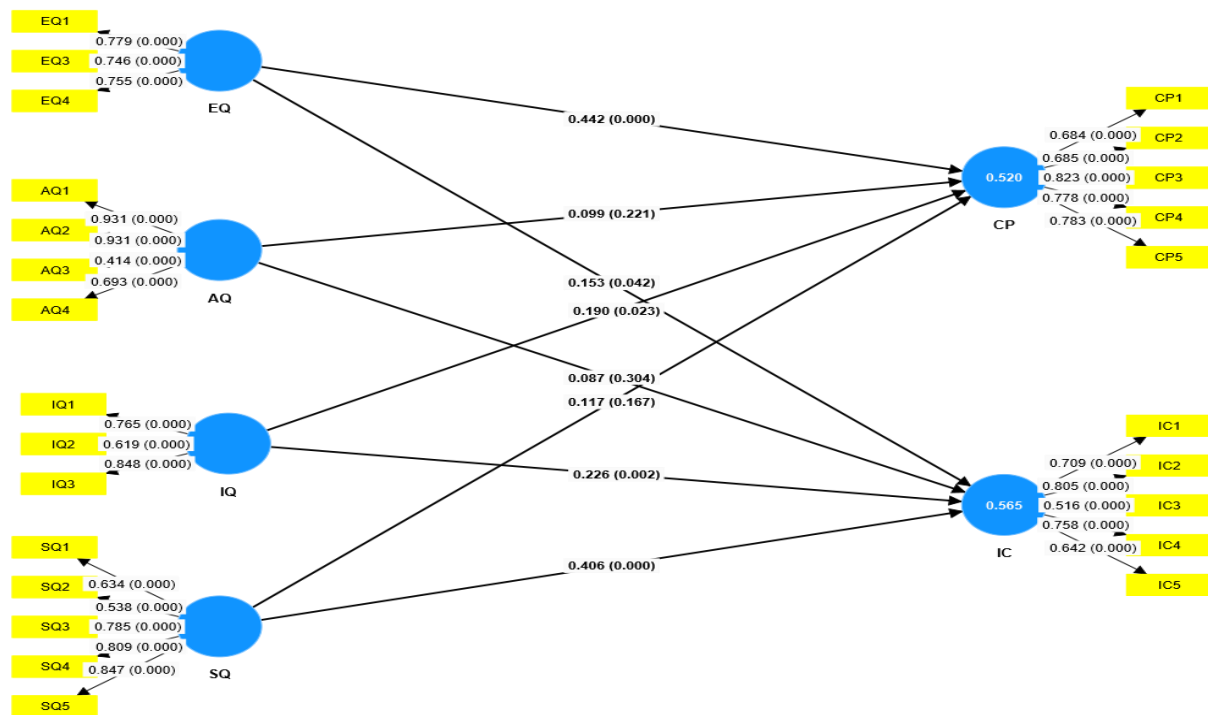 EQ1
EQ3
EQ4
0.779 (0.000)
0.746 (0.000)
0.755 (0.000)
EQ
AQ1
AQ2
AQ3
AQ4
0.931 (0.000)
0.931 (0.000)
0.414 (0.000)
0.693 (0.000)
AQ
IQ1
IQ2
IQ3
0.765 (0.000)
0.619 (0.000)
0.848 (0.000)
IQ
SQ1
SQ2
SQ3
SQ4
SQ5
0.634 (0.000)
0.538 (0.000)
0.785 (0.000)
0.809 (0.000)
0.847 (0.000)
SQ
0.442 (0.000)
0.099 (0.221)
0.153 (0.042)
0.190 (0.023)
0.087 (0.304)
0.117 (0.167)
0.226 (0.002)
0.406 (0.000)
0.520
CP
0.684 (0.000)
0.685 (0.000)
0.823 (0.000)
0.778 (0.000)
0.783 (0.000)
CP1
CP2
CP3
CP4
CP5
0.565
IC
0.709 (0.000)
0.805 (0.000)
0.516 (0.000)
0.758 (0.000)
0.642 (0.000)
IC1
IC2
IC3
IC4
IC5